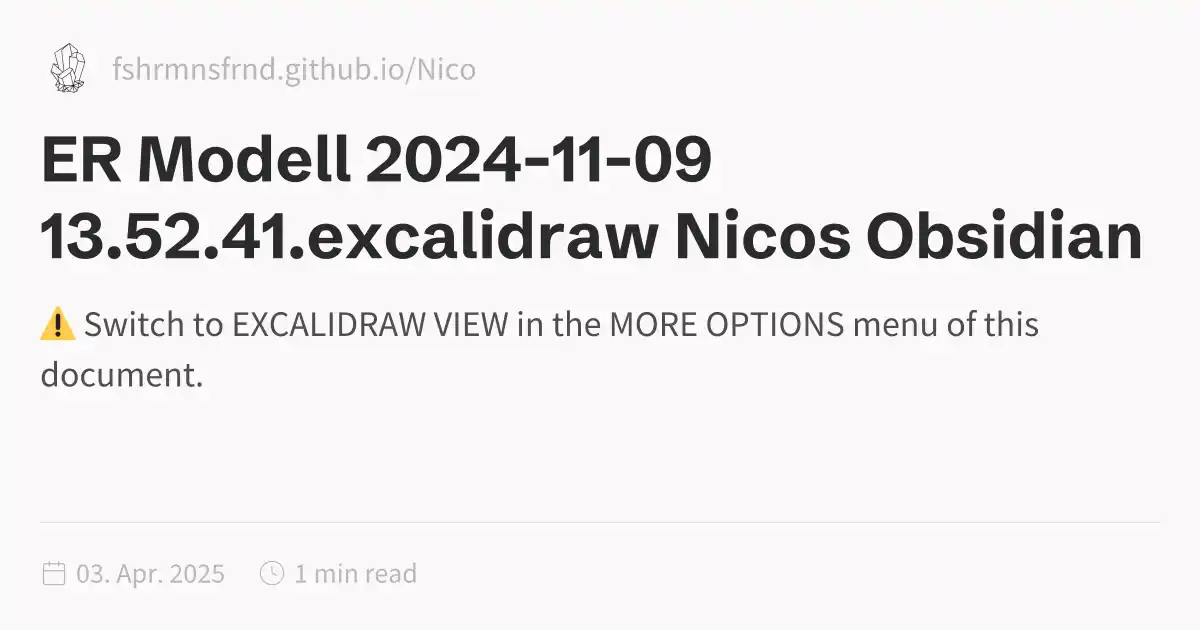 fshrmnsfrnd.github.io/Nico
ER Modell 2024-11-09
13.52.41.excalidraw Nicos Obsidian
⚠️ Switch to EXCALIDRAW VIEW in the MORE OPTIONS menu of this
document.
03. Apr. 2025 1 min read